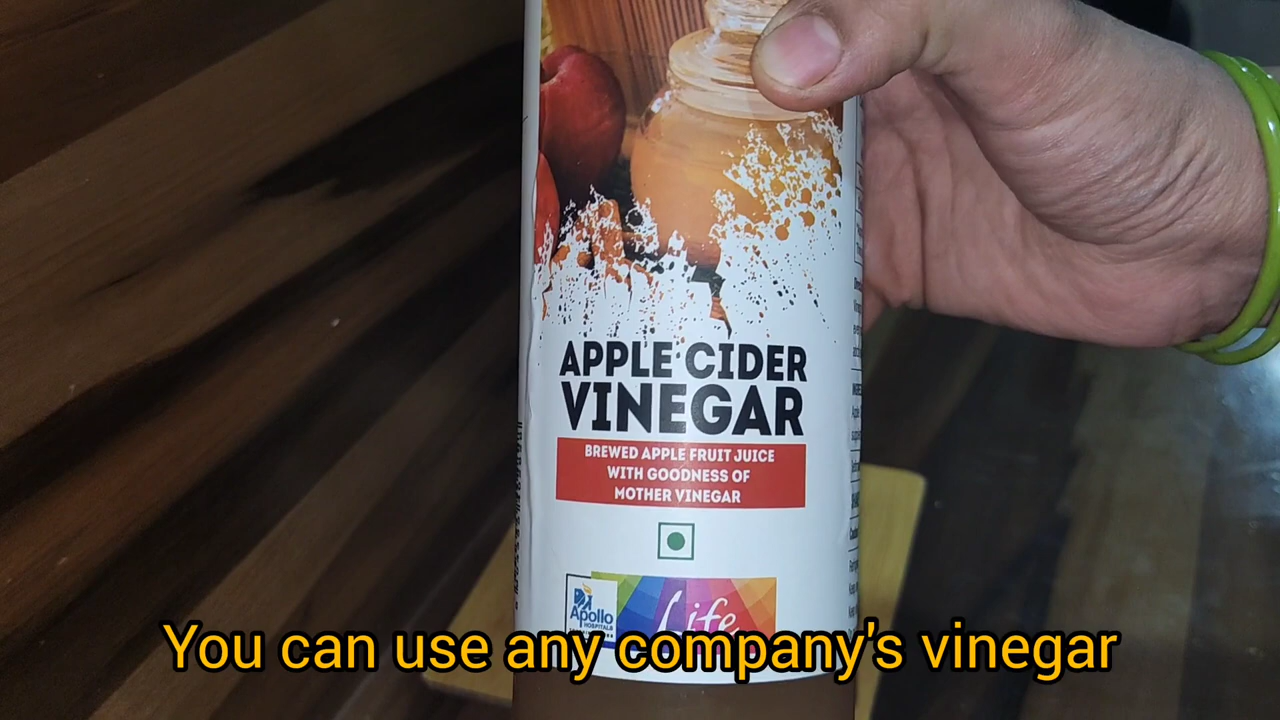 APPLE CIDER
VINEGAR
BREWED APPLE FRUIT JUICE
WITH GOODNESS OF
MOTHER VINEGAR
Apollo
HOSPITALS
Life
You can use any company's vinegar